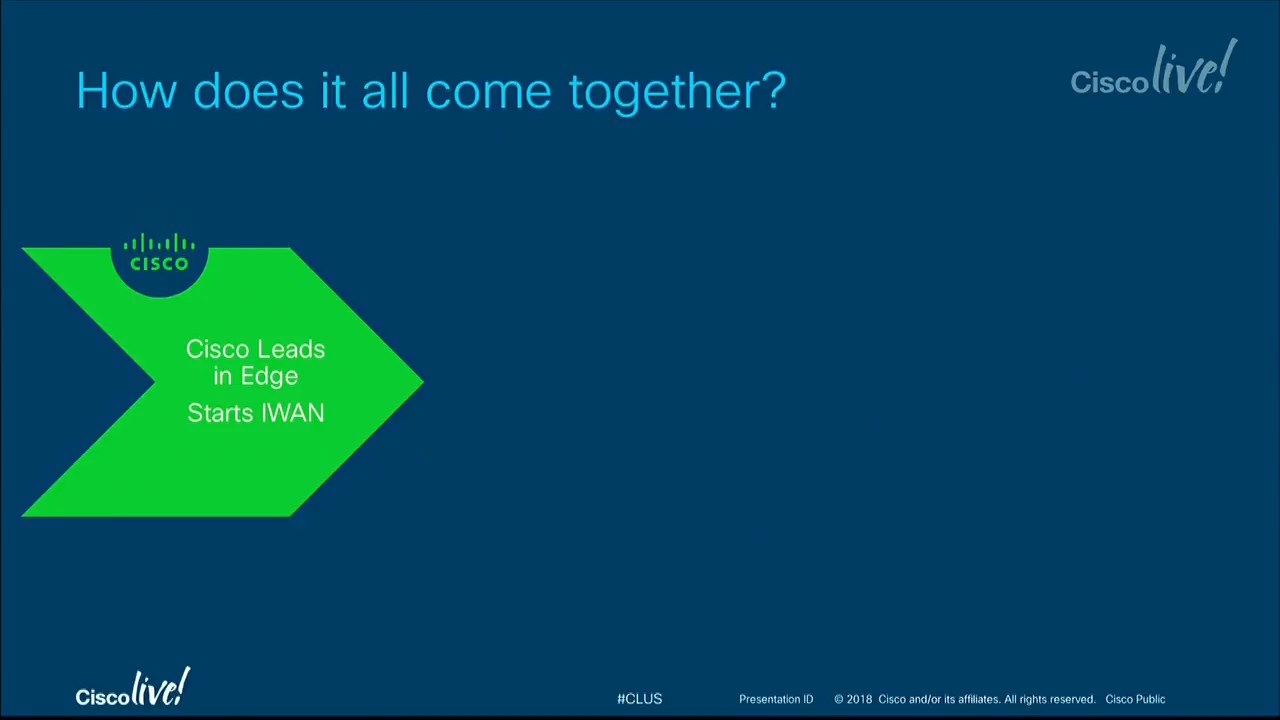 How does it all come together?
Cisco live!
CISCO
Cisco Leads
in Edge
Starts IWAN
Cisco live!
#CLUS
Presentation ID
© 2018 Cisco and/or its affiliates. All rights reserved. Cisco Public